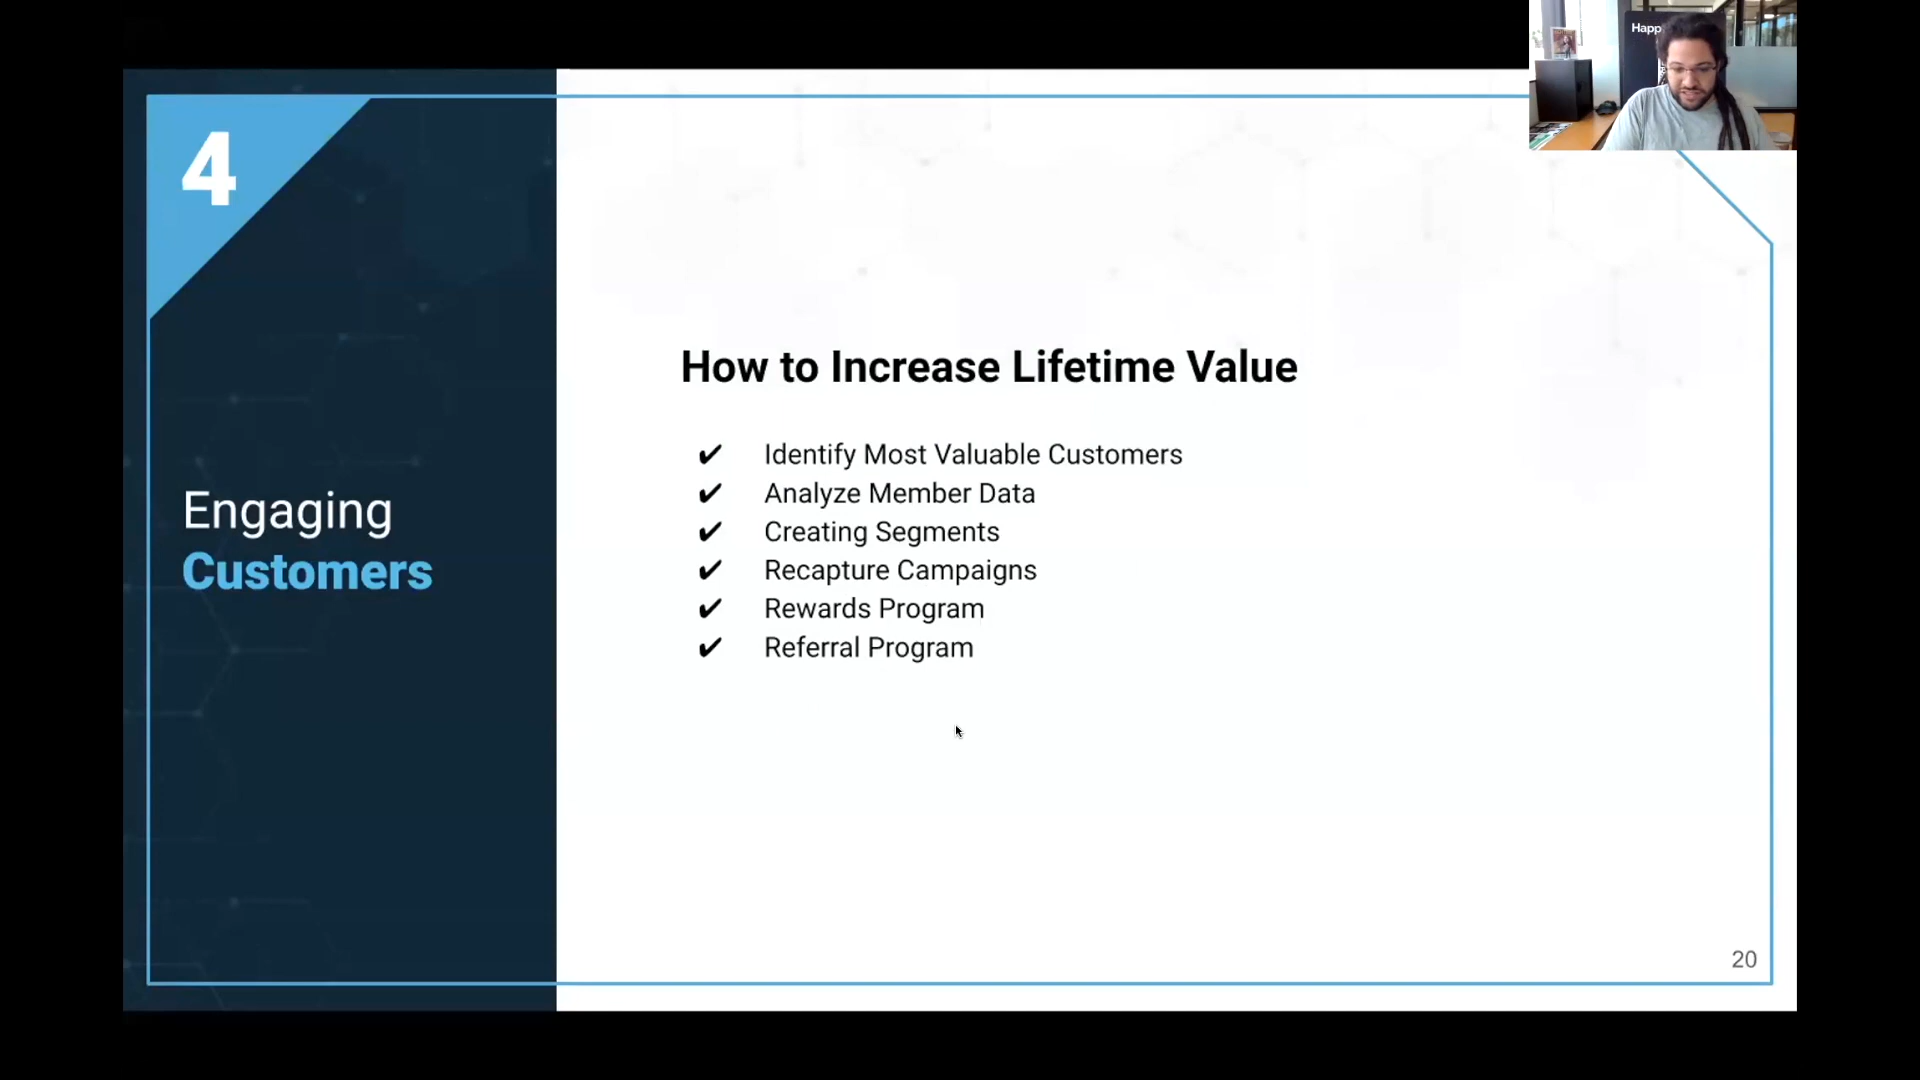 4
Engaging
Customers
How to Increase Lifetime Value
✔ Identify Most Valuable Customers
✔ Analyze Member Data
✔ Creating Segments
✔ Recapture Campaigns
✔ Rewards Program
✔ Referral Program
20
Happ